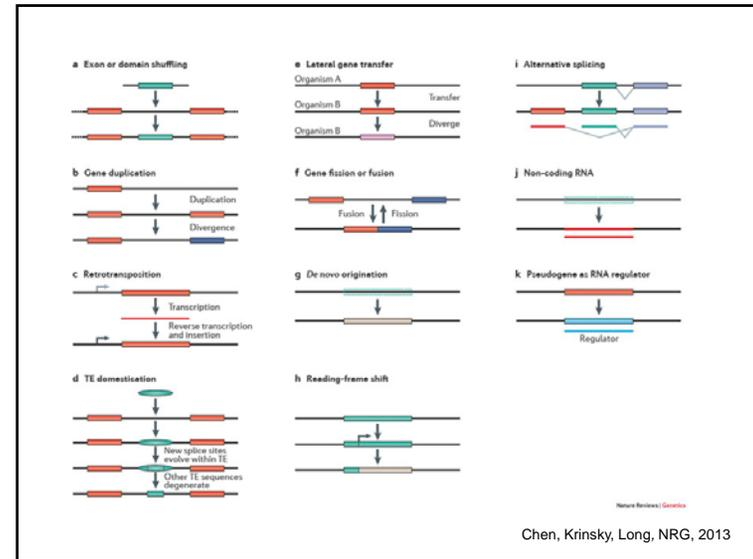 a Exon or domain shuffling
b Gene duplication
Duplication
Divergence
c Retrotransposition
Transcription
Reverse transcription
and insertion
d TE domestication
New splice sites
evolve within TE
Other TE sequences
degenerate
e Lateral gene transfer
Organism A
Transfer
Organism B
Diverge
Organism B
f Gene fission or fusion
Fusion
Fission
g De novo origination
h Reading-frame shift
i Alternative splicing
j Non-coding RNA
k Pseudogene as RNA regulator
Regulator
Nature Reviews | Genetics
Chen, Krinsky, Long, NRG, 2013